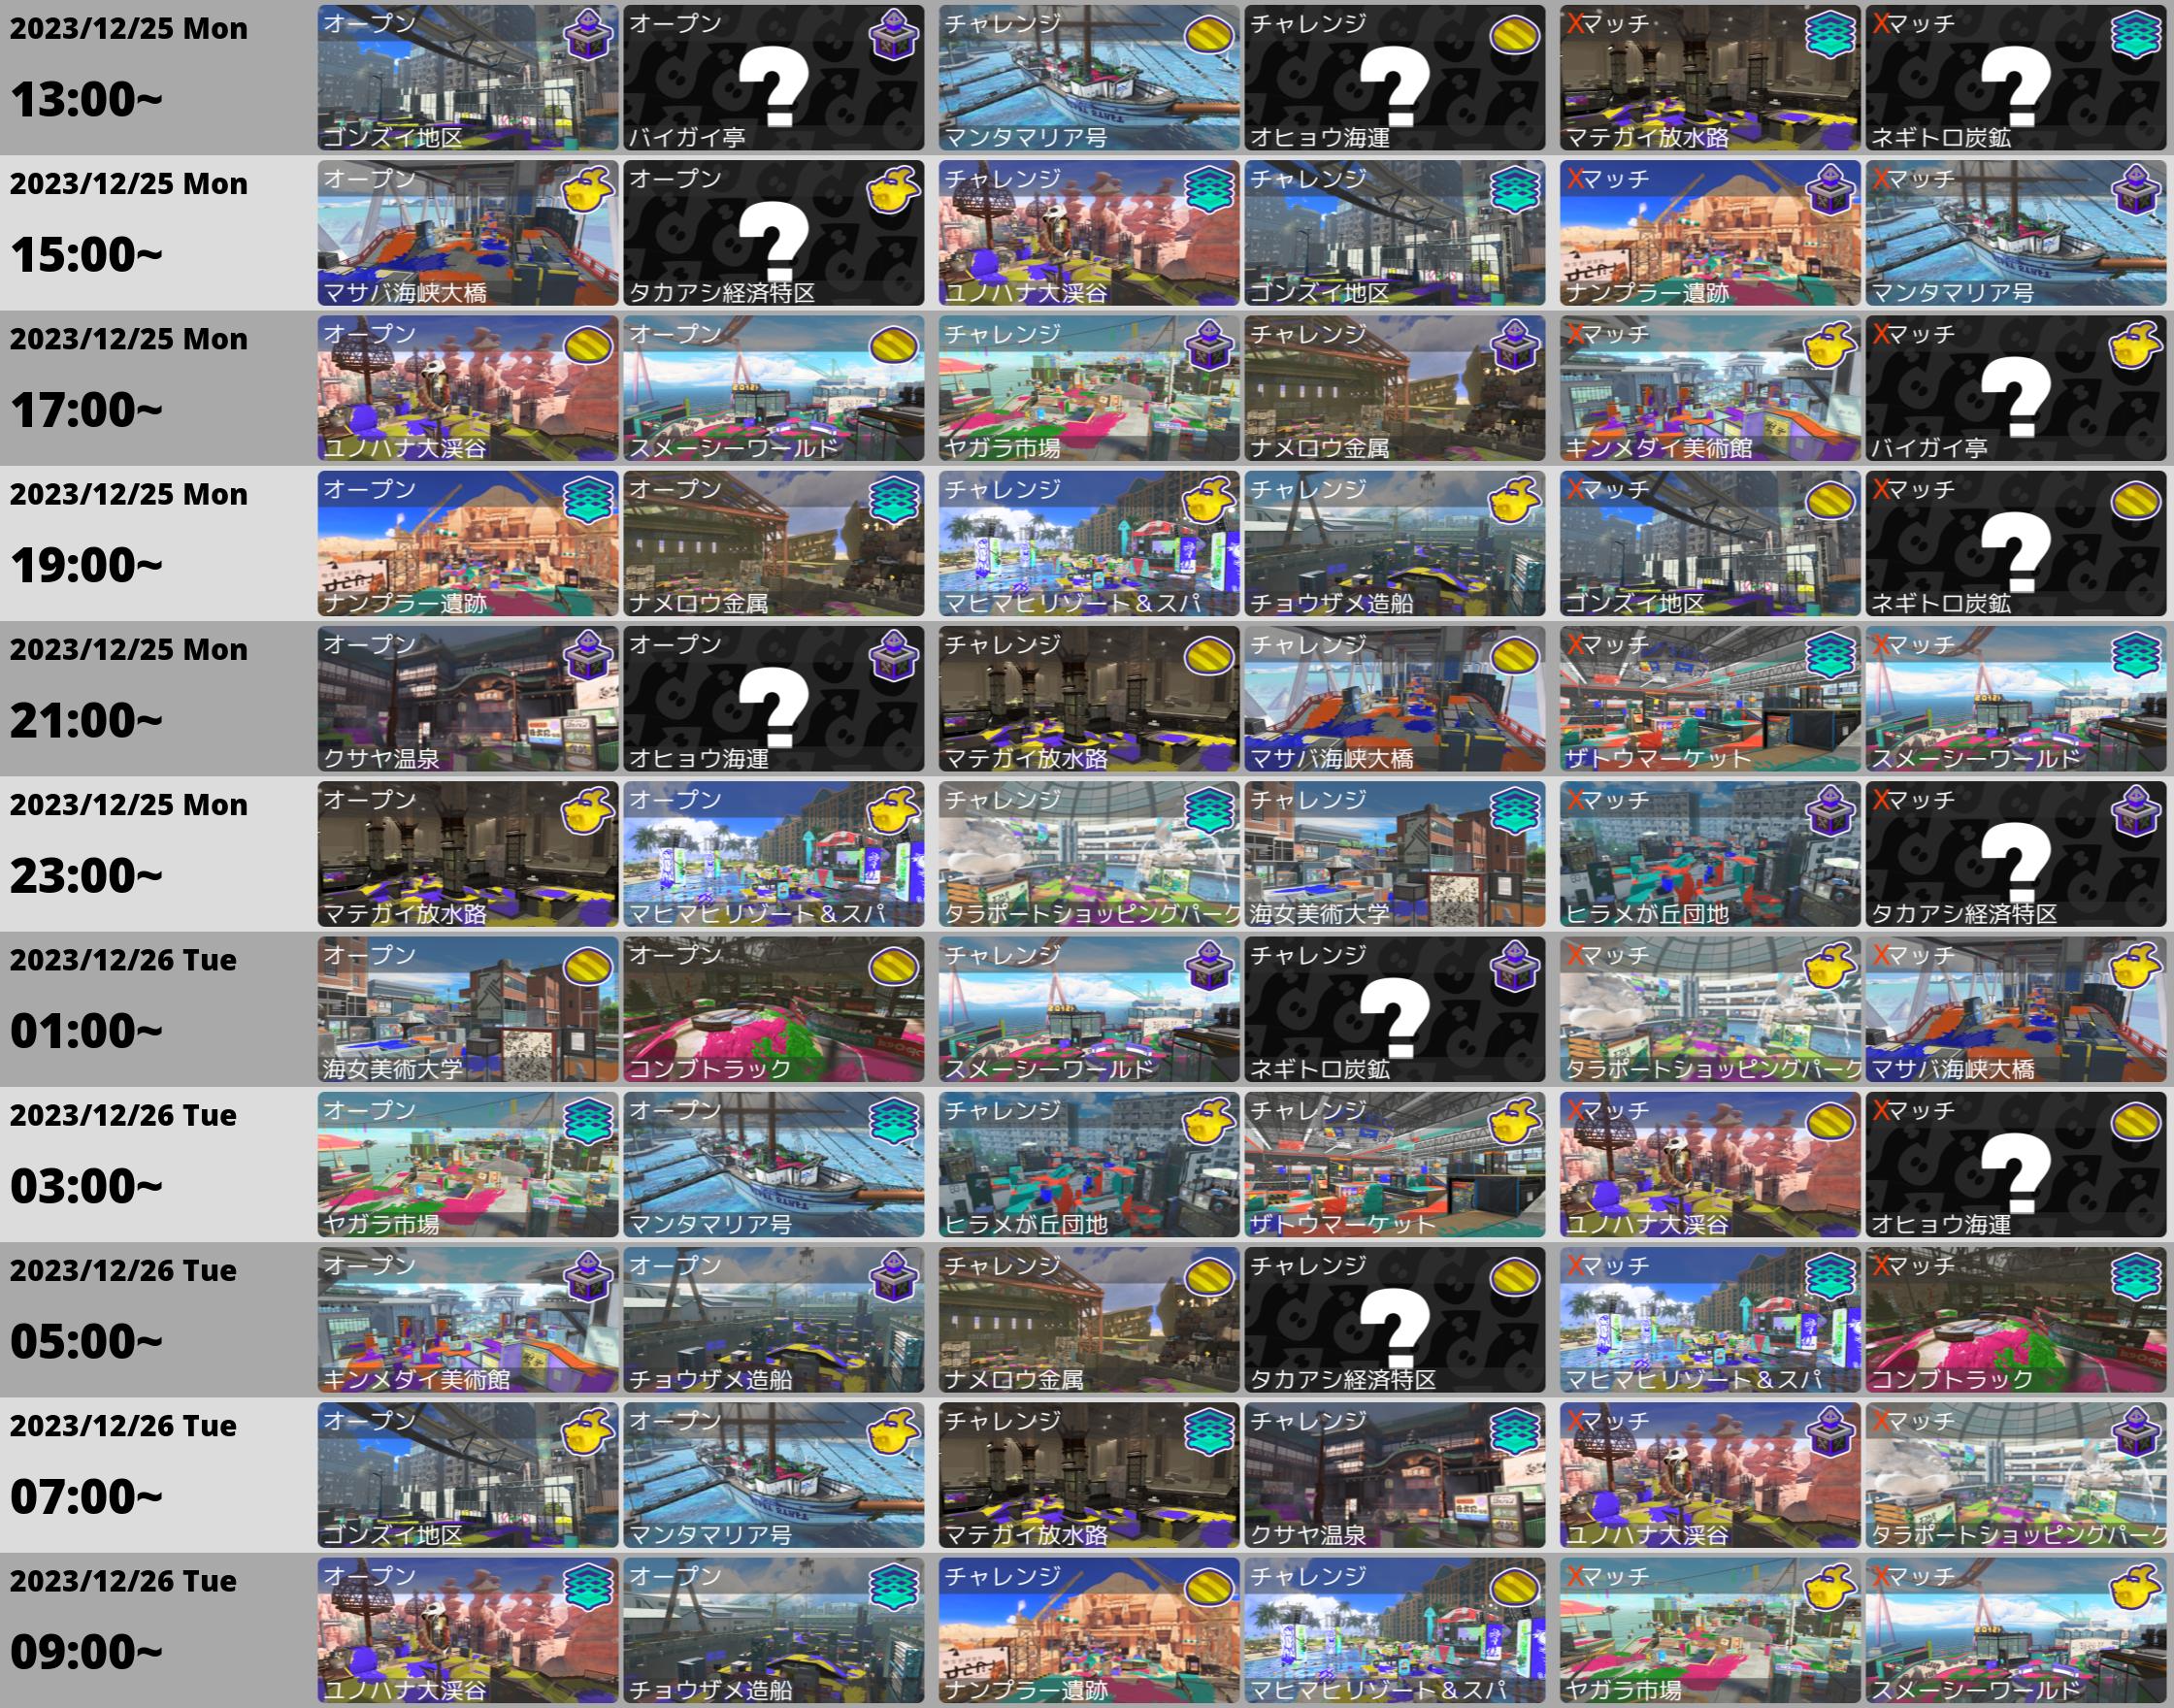 2023/12/25 Mon
13:00~
オープン
ゴンズイ地区
オープン
バイガイ亭
チャレンジ
マンタマリア号
チャレンジ
オヒョウ海運
Xマッチ
マテガイ放水路
Xマッチ
ネギトロ炭鉱
2023/12/25 Mon
15:00~
オープン
マサバ海峡大橋
オープン
タカアシ経済特区
チャレンジ
ユノハナ大渓谷
チャレンジ
ゴンズイ地区
Xマッチ
ナンプラー遺跡
Xマッチ
マンタマリア号
2023/12/25 Mon
17:00~
オープン
ユノハナ大渓谷
オープン
スメーシーワールド
チャレンジ
ヤガラ市場
チャレンジ
ナメロウ金属
Xマッチ
キンメダイ美術館
Xマッチ
バイガイ亭
2023/12/25 Mon
19:00~
オープン
ナンプラー遺跡
オープン
ナメロウ金属
チャレンジ
マヒマヒリゾート&スパ
チャレンジ
チョウザメ造船
Xマッチ
ゴンズイ地区
Xマッチ
ネギトロ炭鉱
2023/12/25 Mon
21:00~
オープン
クサヤ温泉
オープン
オヒョウ海運
チャレンジ
マテガイ放水路
チャレンジ
マサバ海峡大橋
Xマッチ
ザトウマーケット
Xマッチ
スメーシーワールド
2023/12/25 Mon
23:00~
オープン
マテガイ放水路
オープン
マヒマヒリゾート&スパ
チャレンジ
タラポートショッピングパーク
チャレンジ
海女美術大学
Xマッチ
ヒラメが丘団地
Xマッチ
タカアシ経済特区
2023/12/26 Tue
01:00~
オープン
海女美術大学
オープン
コンブトラック
チャレンジ
スメーシーワールド
チャレンジ
ネギトロ炭鉱
Xマッチ
タラポートショッピングパーク
Xマッチ
マサバ海峡大橋
2023/12/26 Tue
03:00~
オープン
ヤガラ市場
オープン
マンタマリア号
チャレンジ
ヒラメが丘団地
チャレンジ
ザトウマーケット
Xマッチ
ユノハナ大渓谷
Xマッチ
オヒョウ海運
2023/12/26 Tue
05:00~
オープン
キンメダイ美術館
オープン
チョウザメ造船
チャレンジ
ナメロウ金属
チャレンジ
タカアシ経済特区
Xマッチ
マヒマヒリゾート&スパ
Xマッチ
コンブトラック
2023/12/26 Tue
07:00~
オープン
ゴンズイ地区
オープン
マンタマリア号
チャレンジ
マテガイ放水路
チャレンジ
クサヤ温泉
Xマッチ
ユノハナ大渓谷
Xマッチ
タラポートショッピングパーク
2023/12/26 Tue
09:00~
オープン
ユノハナ大渓谷
オープン
チョウザメ造船
チャレンジ
ナンプラー遺跡
チャレンジ
マヒマヒリゾート&スパ
Xマッチ
ヤガラ市場
Xマッチ
スメーシーワールド